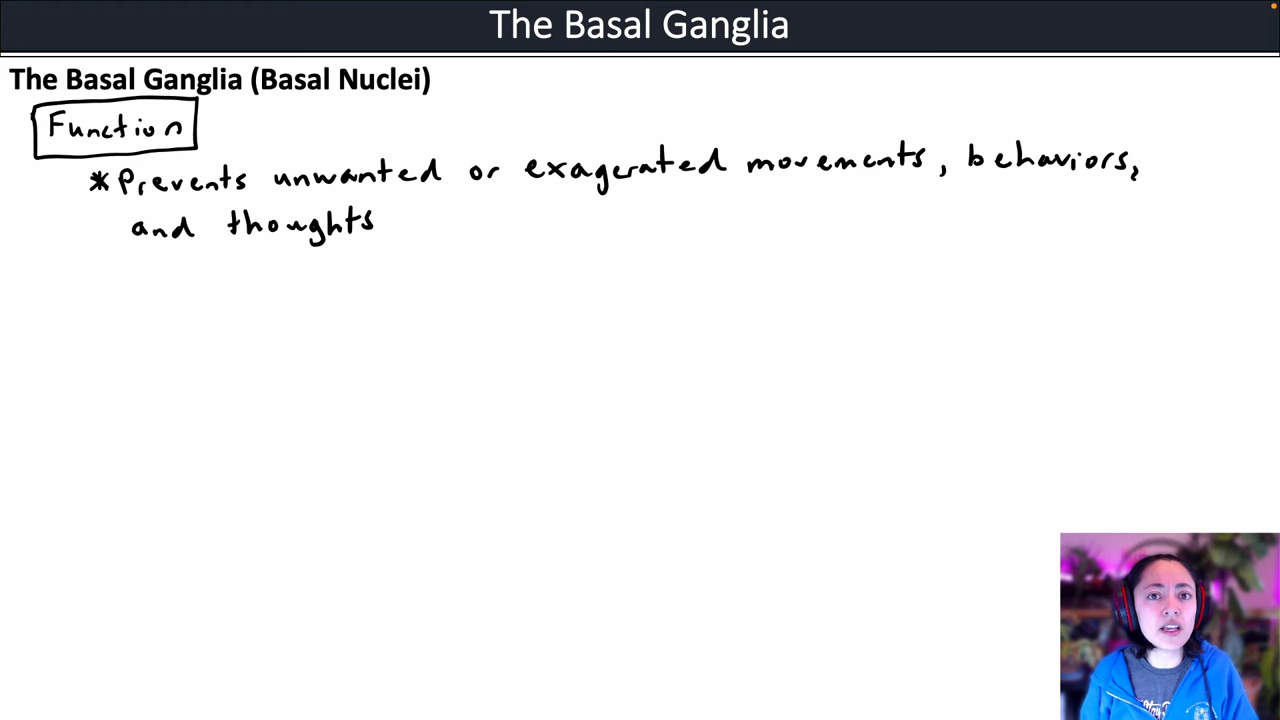 The Basal Ganglia
The Basal Ganglia (Basal Nuclei)
Function
*Prevents unwanted or exagerated movements, behaviors,
and thoughts